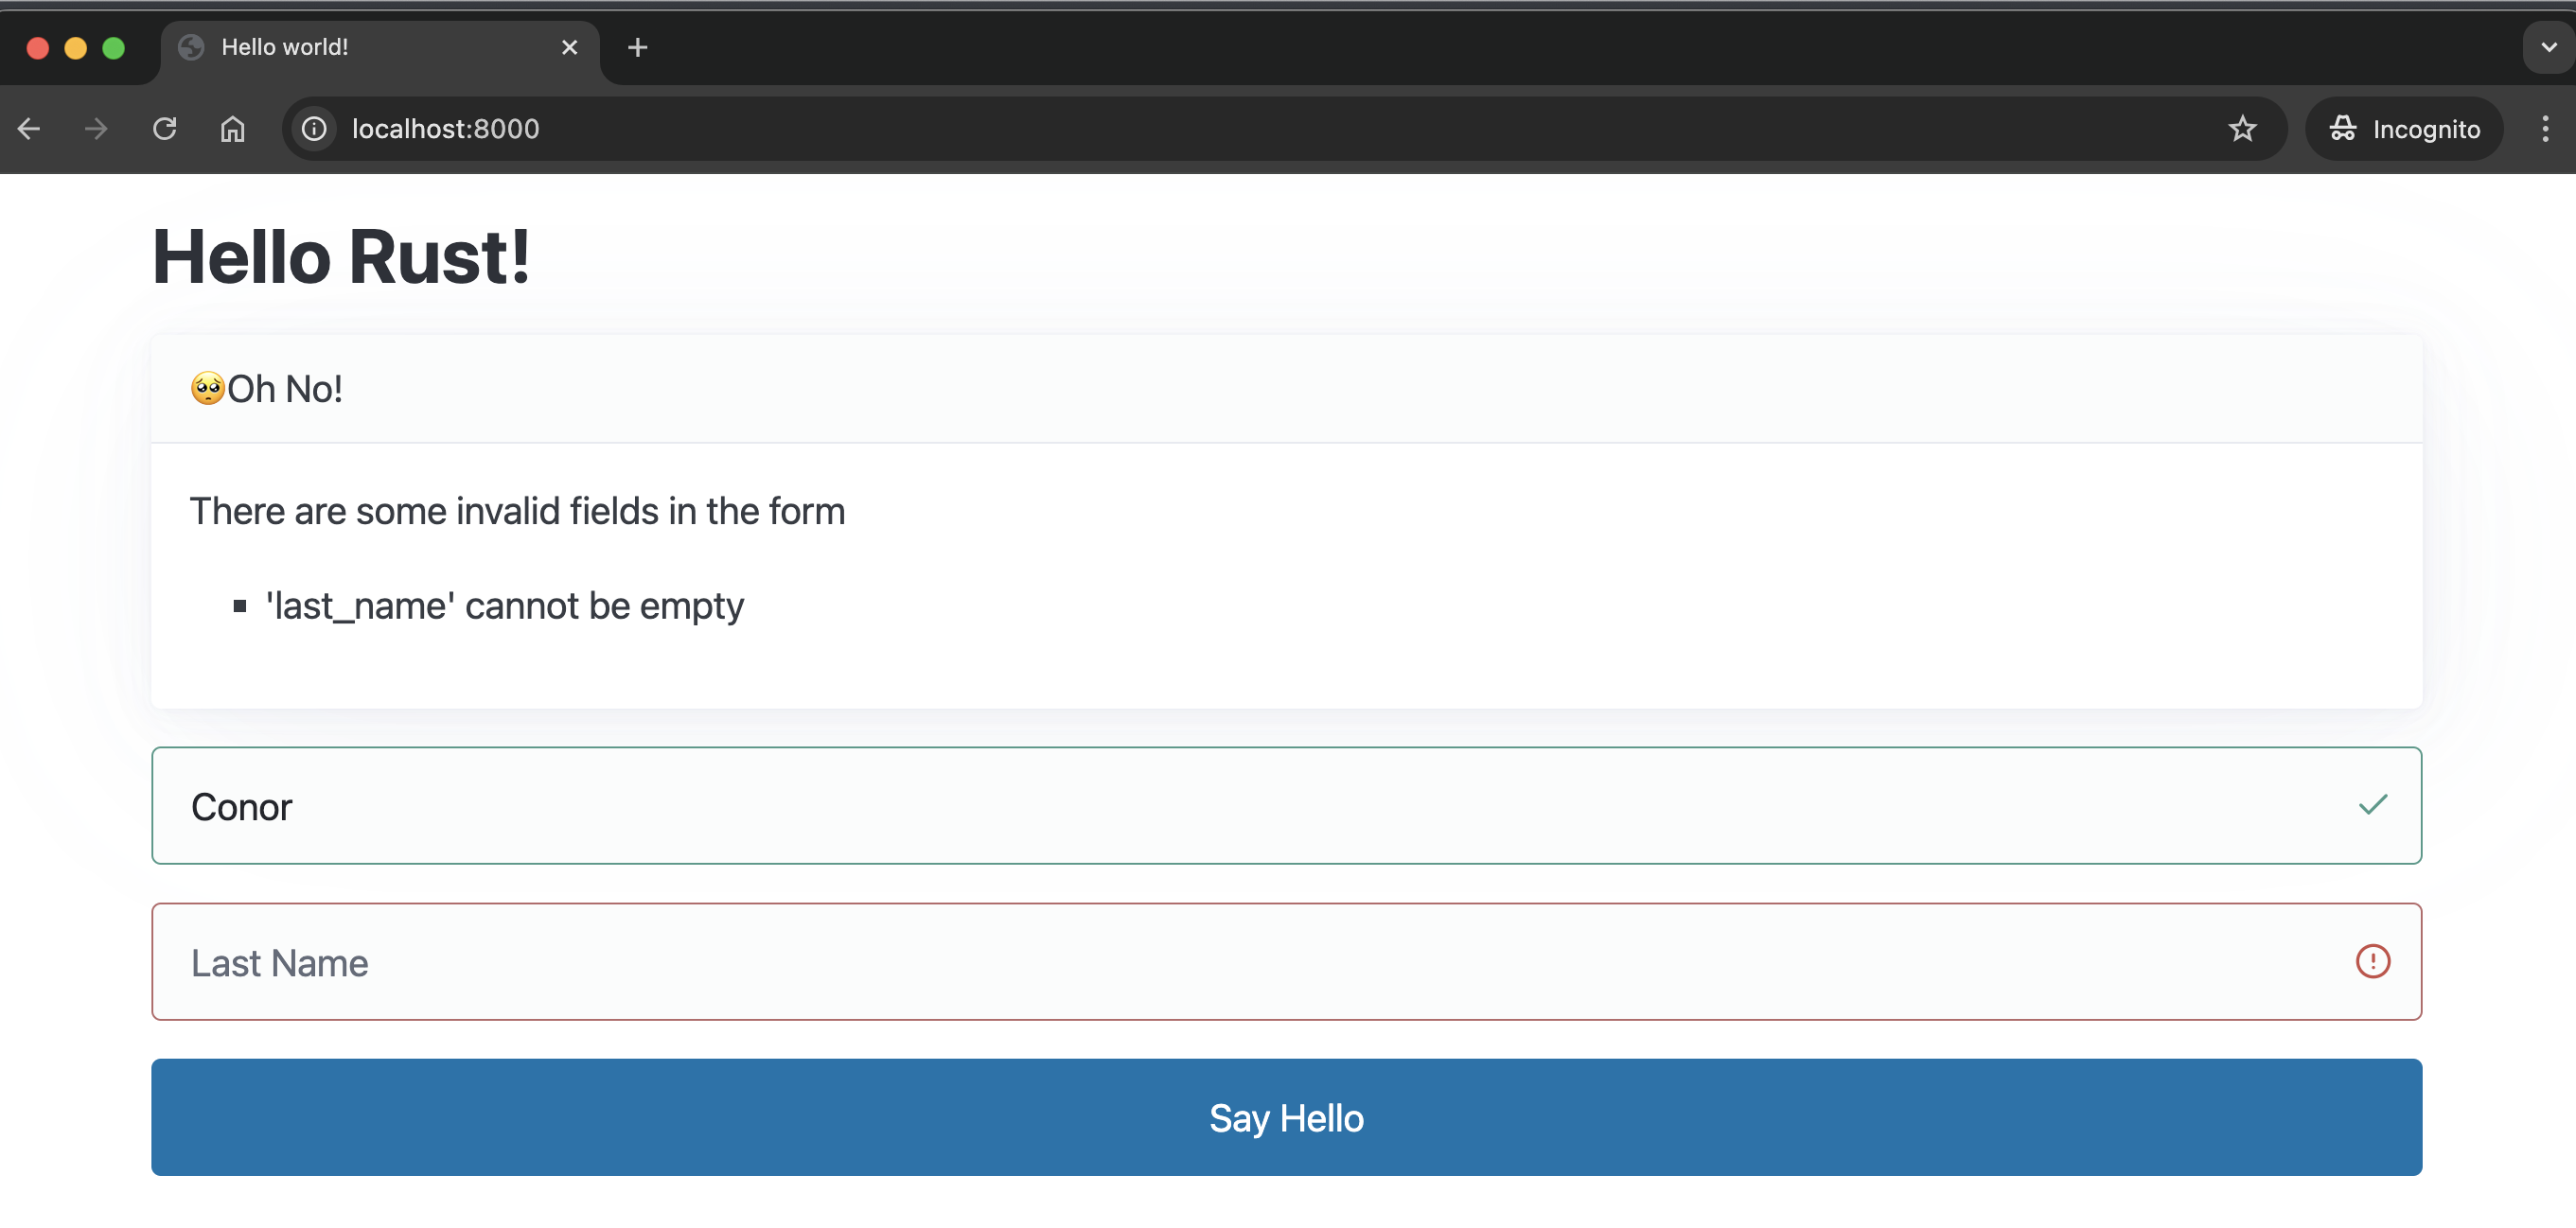 Hello world!
localhost:8000
Incognito
Hello Rust!
🥺Oh No!
There are some invalid fields in the form
▪ 'last_name' cannot be empty
Conor
Last Name
Say Hello